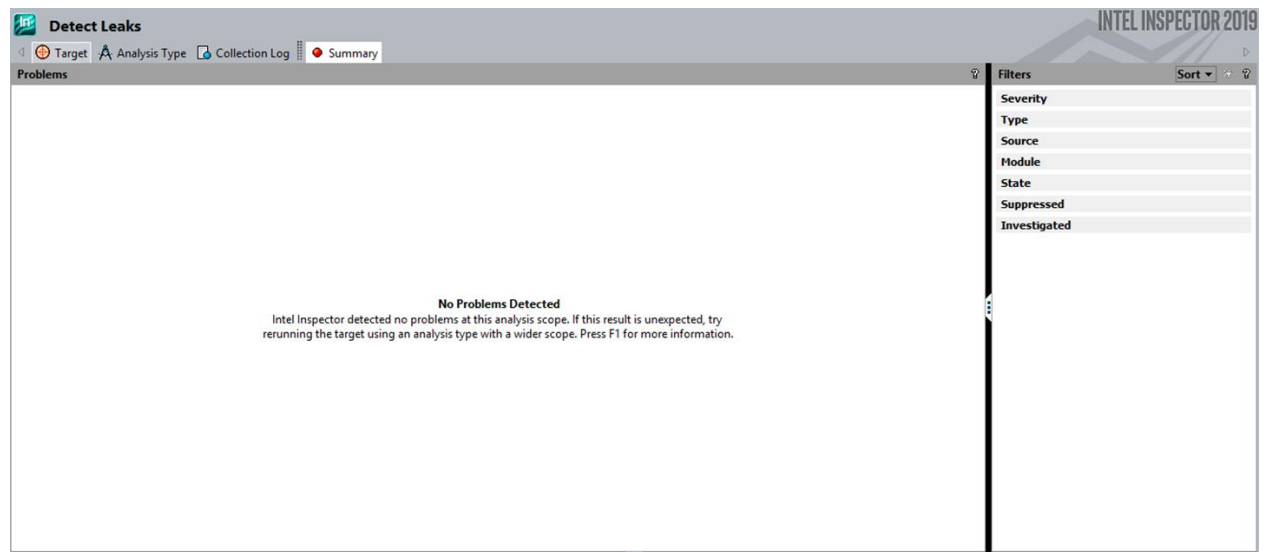 Detect Leaks
INTEL INSPECTOR 2019
Target Analysis Type Collection Log Summary
Problems
Filters Sort
Severity
Type
Source
Module
State
Suppressed
Investigated
No Problems Detected
Intel Inspector detected no problems at this analysis scope. If this result is unexpected, try
rerunning the target using an analysis type with a wider scope. Press F1 for more information.